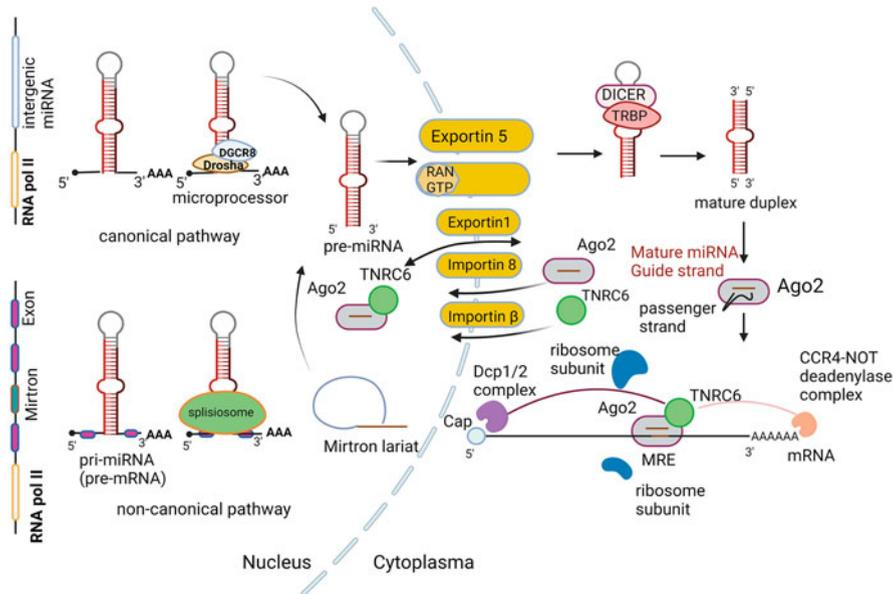 intergenic
miRNA
RNA pol II
DGCR8
Drosha
5'
3'
AAA
5'
3'
AAA
microprocessor
canonical pathway
5'
3'
pre-miRNA
Exportin 5
RAN
GTP
Exportin1
Importin 8
Importin β
DICER
TRBP
3' 5'
5' 3'
mature duplex
Mature miRNA
Guide strand
Ago2
passenger
strand
Ago2
TNRC6
Ago2
TNRC6
Exon
Mirtron
RNA pol II
splisiosome
5'
3'
AAA
5'
3'
AAA
pri-miRNA
(pre-mRNA)
non-canonical pathway
Mirtron lariat
Dcp1/2
complex
ribosome
subunit
Ago2
TNRC6
CCR4-NOT
deadenylase
complex
Cap
5'
MRE
AAAAAA
3'
mRNA
ribosome
subunit
Nucleus
Cytoplasma